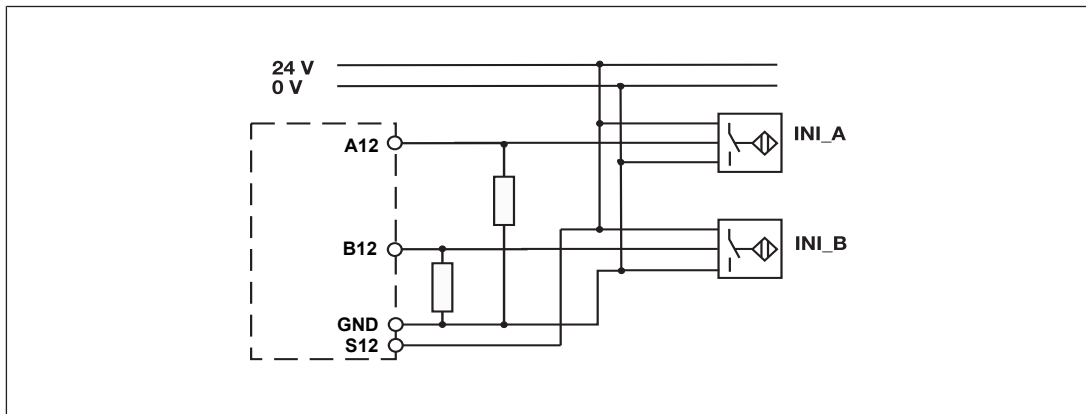 24 V
0 V
A12
INI_A
B12
INI_B
GND
S12